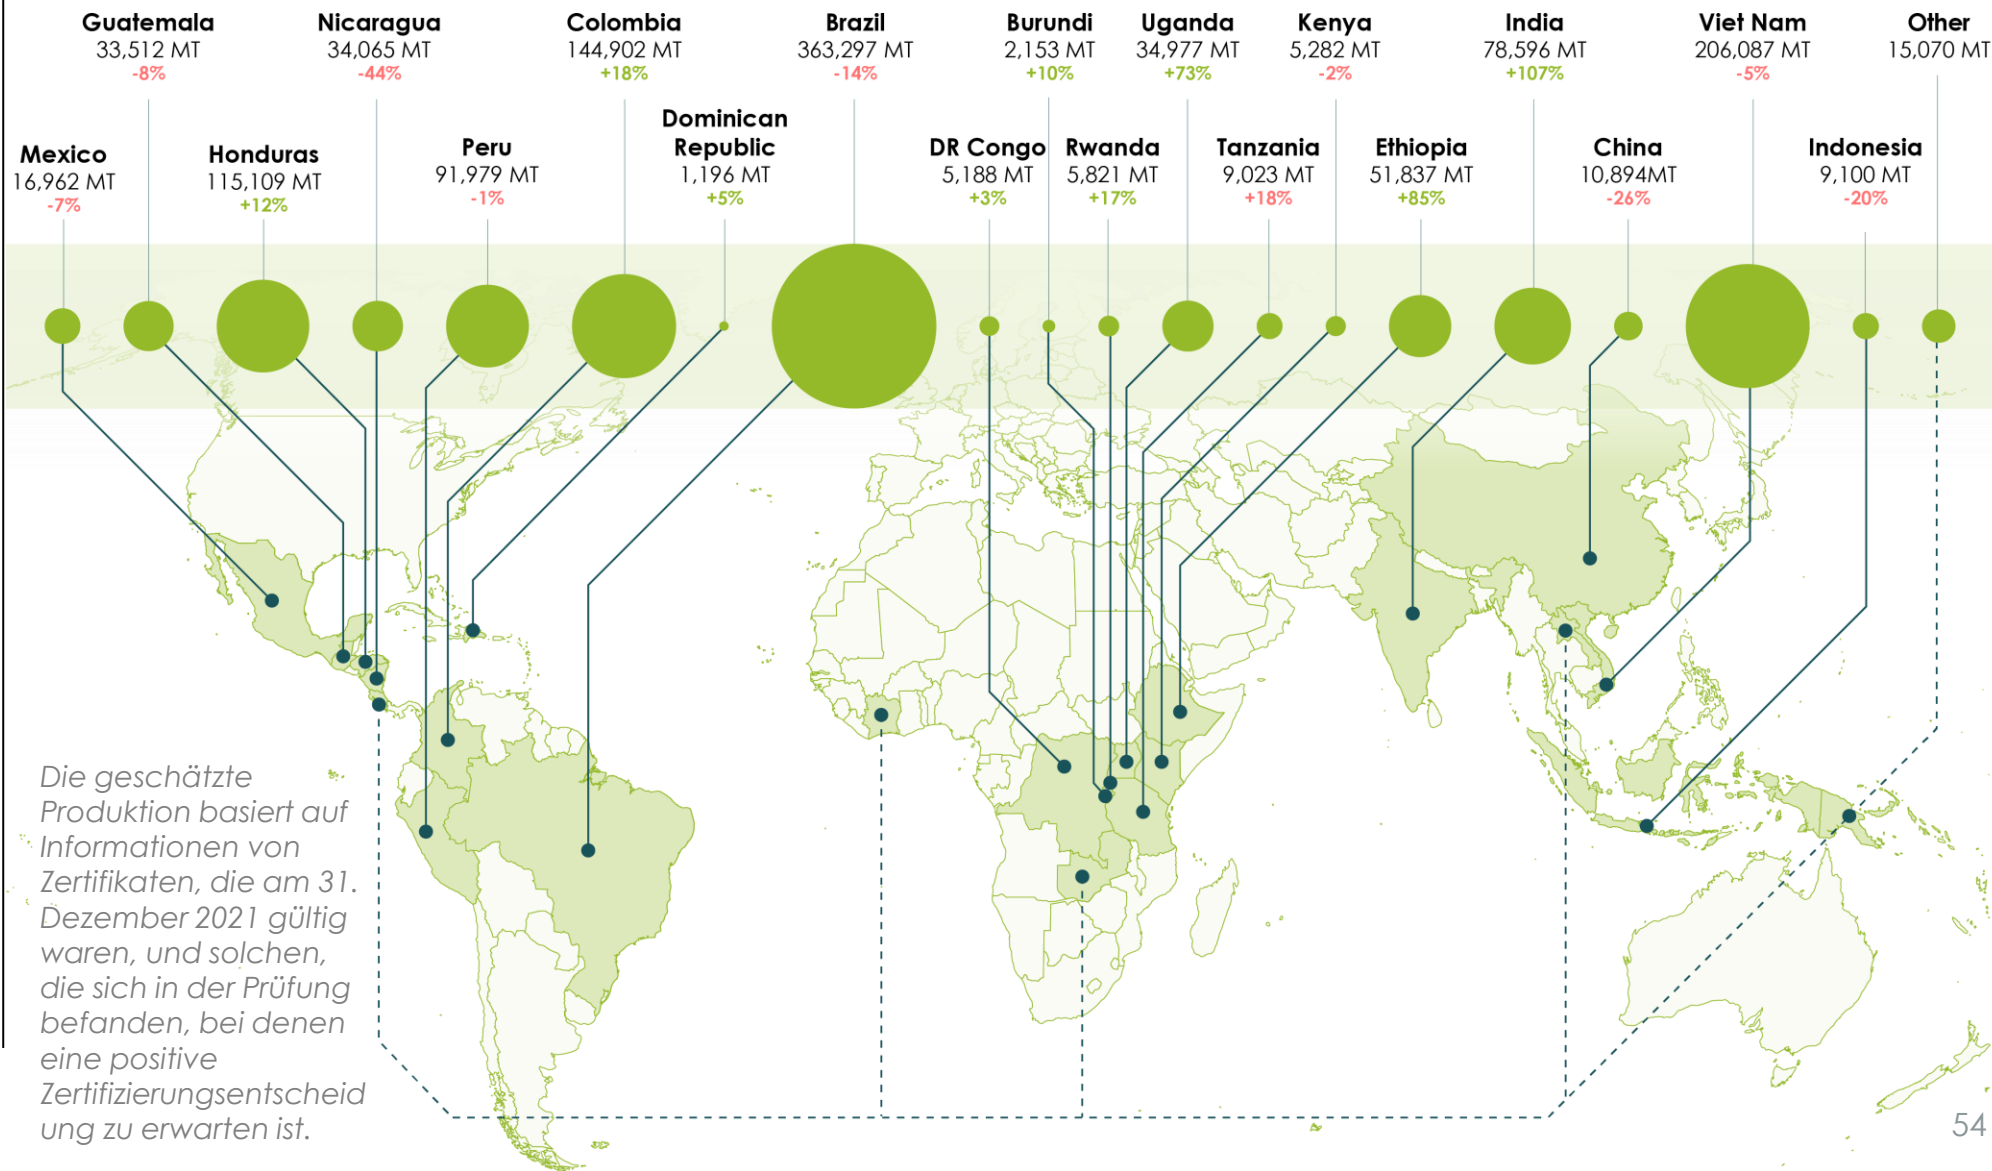 Guatemala
33,512 MT
-8%
Nicaragua
34,065 MT
-44%
Colombia
144,902 MT
+18%
Brazil
363,297 MT
-14%
Burundi
2,153 MT
+10%
Uganda
34,977 MT
+73%
Kenya
5,282 MT
-2%
India
78,596 MT
+107%
Viet Nam
206,087 MT
-5%
Other
15,070 MT
Mexico
16,962 MT
-7%
Honduras
115,109 MT
+12%
Peru
91,979 MT
-1%
Dominican
Republic
1,196 MT
+5%
DR Congo
5,188 MT
+3%
Rwanda
5,821 MT
+17%
Tanzania
9,023 MT
+18%
Ethiopia
51,837 MT
+85%
China
10,894MT
-26%
Indonesia
9,100 MT
-20%
Die geschätzte
Produktion basiert auf
Informationen von
Zertifikaten, die am 31.
Dezember 2021 gültig
waren, und solchen,
die sich in der Prüfung
befanden, bei denen
eine positive
Zertifizierungsentscheid
ung zu erwarten ist.
54